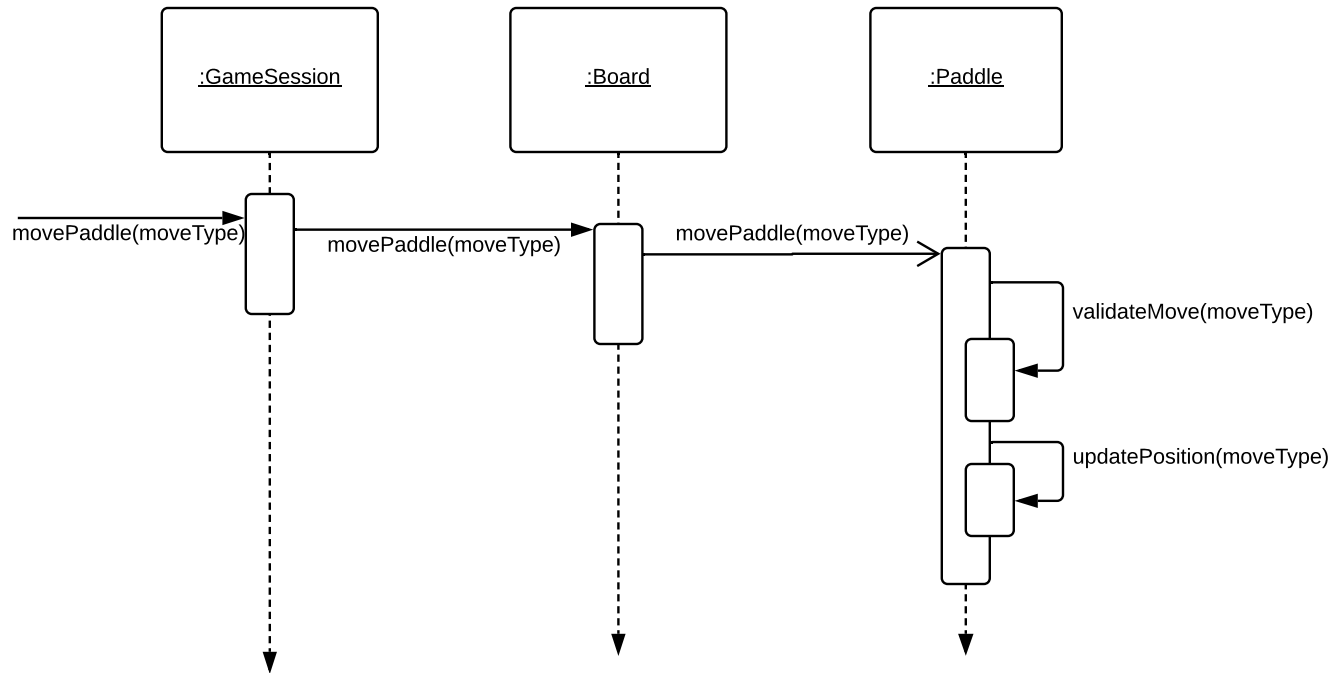 :GameSession
:Board
:Paddle
movePaddle(moveType)
movePaddle(moveType)
movePaddle(moveType)
validateMove(moveType)
updatePosition(moveType)